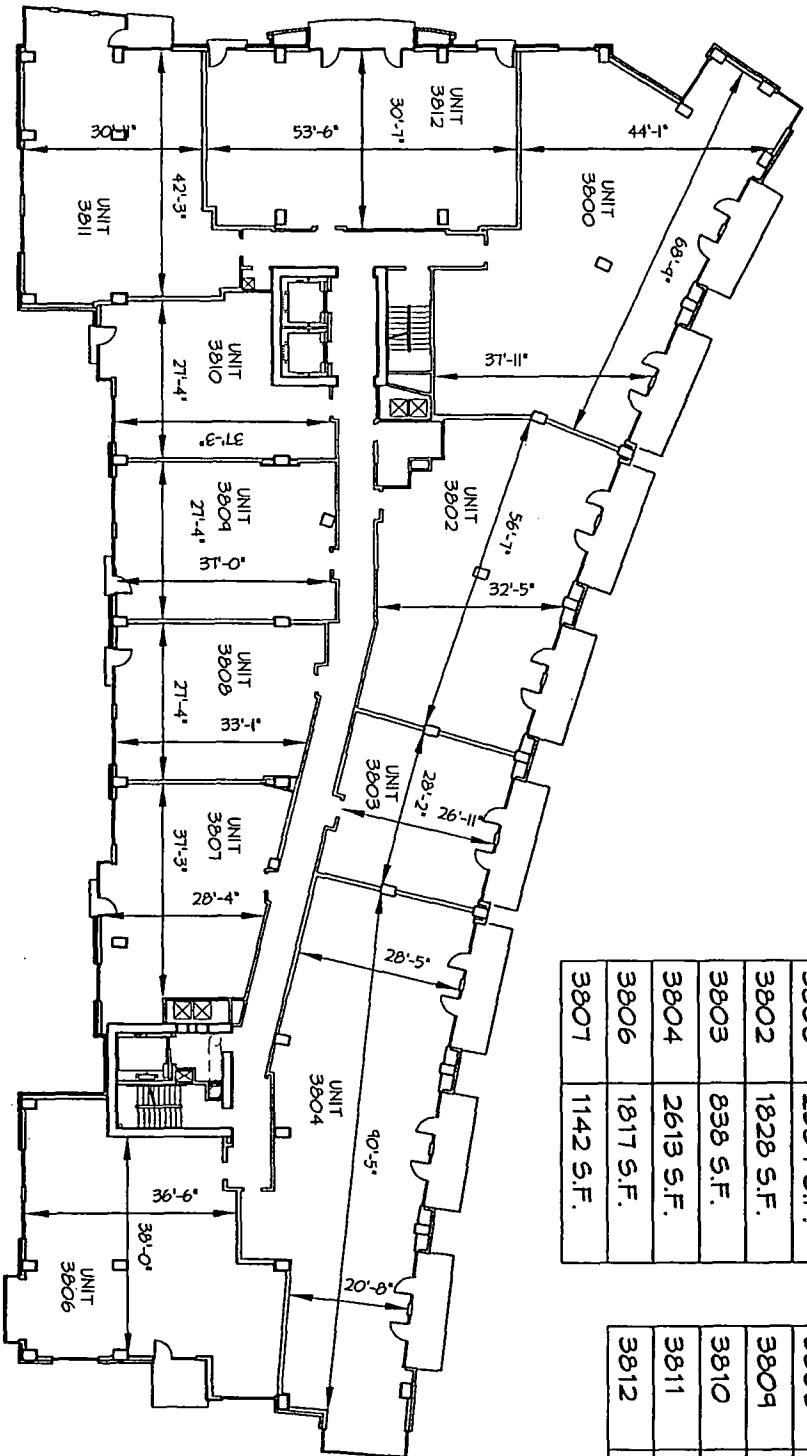 UNIT
3812
30'-7"
53'-6"
44'-1"
UNIT
3800
68'-9"
37'-11"
42'-3"
UNIT
3811
UNIT
3810
27'-4"
37'-3"
UNIT
3809
27'-4"
37'-0"
UNIT
3808
27'-4"
33'-1"
UNIT
3807
37'-3"
28'-4"
UNIT
3802
56'-7"
32'-5"
UNIT
3803
28'-2"
26'-11"
UNIT
3804
28'-5"
90'-5"
20'-8"
UNIT
3806
36'-6"
38'-0"
3802 1828 S.F.
3803 838 S.F.
3804 2613 S.F.
3806 1817 S.F.
3807 1142 S.F.
3809
3810
3811
3812